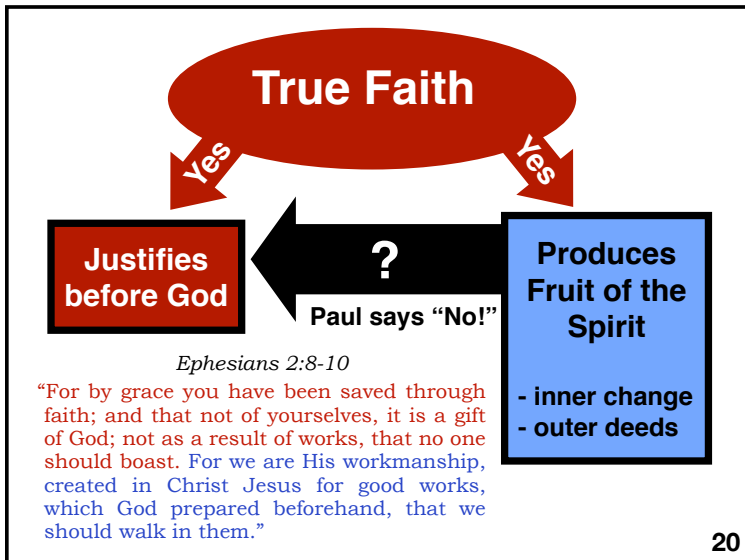 True Faith
Yes
Yes
Justifies
before God
?
Paul says “No!”
Produces
Fruit of the
Spirit
- inner change
- outer deeds
Ephesians 2:8-10
“For by grace you have been saved through
faith; and that not of yourselves, it is a gift
of God; not as a result of works, that no one
should boast. For we are His workmanship,
created in Christ Jesus for good works,
which God prepared beforehand, that we
should walk in them.”
20